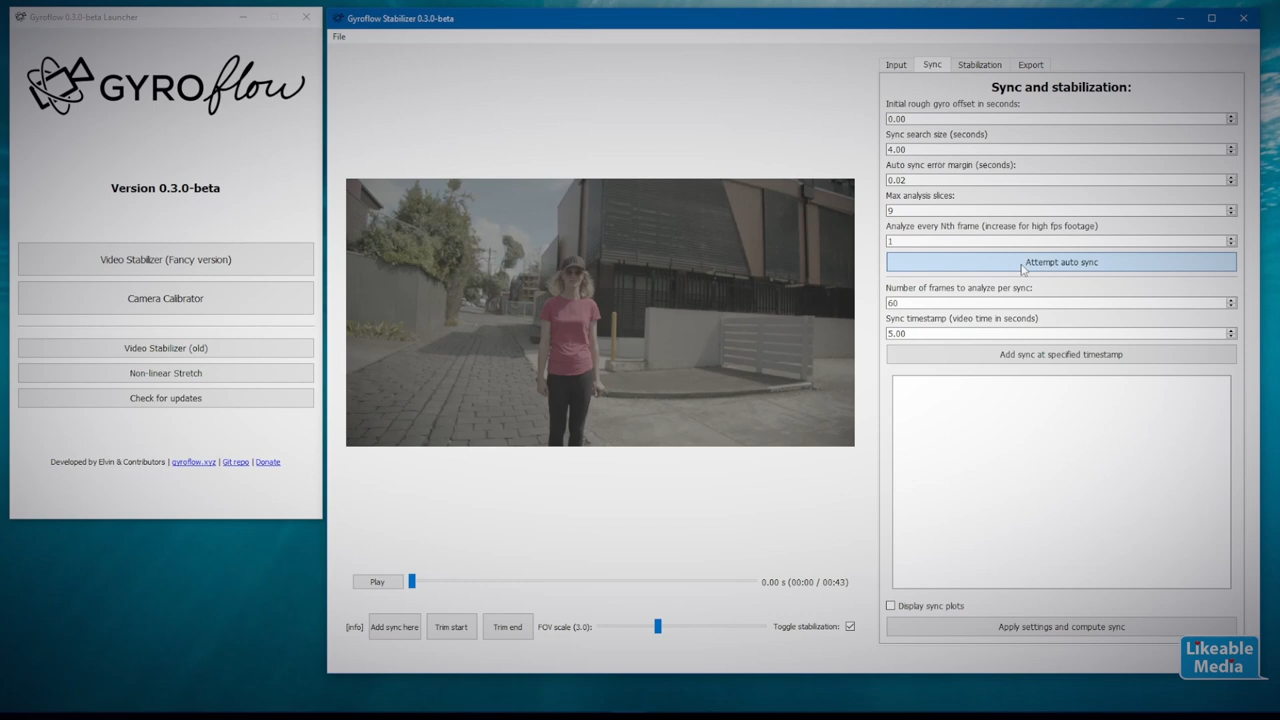 Gyroflow 0.3.0-beta Launcher
GYROflow
Version 0.3.0-beta
Video Stabilizer (Fancy version)
Camera Calibrator
Video Stabilizer (old)
Non-linear Stretch
Check for updates
Developed by Elvin & Contributors | gyroflow.xyz | Git repo | Donate
Gyroflow Stabilizer 0.3.0-beta
File
Input Sync Stabilization Export
Sync and stabilization:
Initial rough gyro offset in seconds:
0.00
Sync search size (seconds)
4.00
Auto sync error margin (seconds):
0.02
Max analysis slices:
9
Analyze every Nth frame (increase for high fps footage)
1
Attempt auto sync
Number of frames to analyze per sync:
60
Sync timestamp (video time in seconds)
5.00
Add sync at specified timestamp
Display sync plots
Apply settings and compute sync
Play 0.00 s (00:00 / 00:43)
[info] Add sync here Trim start Trim end FOV scale (3.0): Toggle stabilization:
Likeable
Media